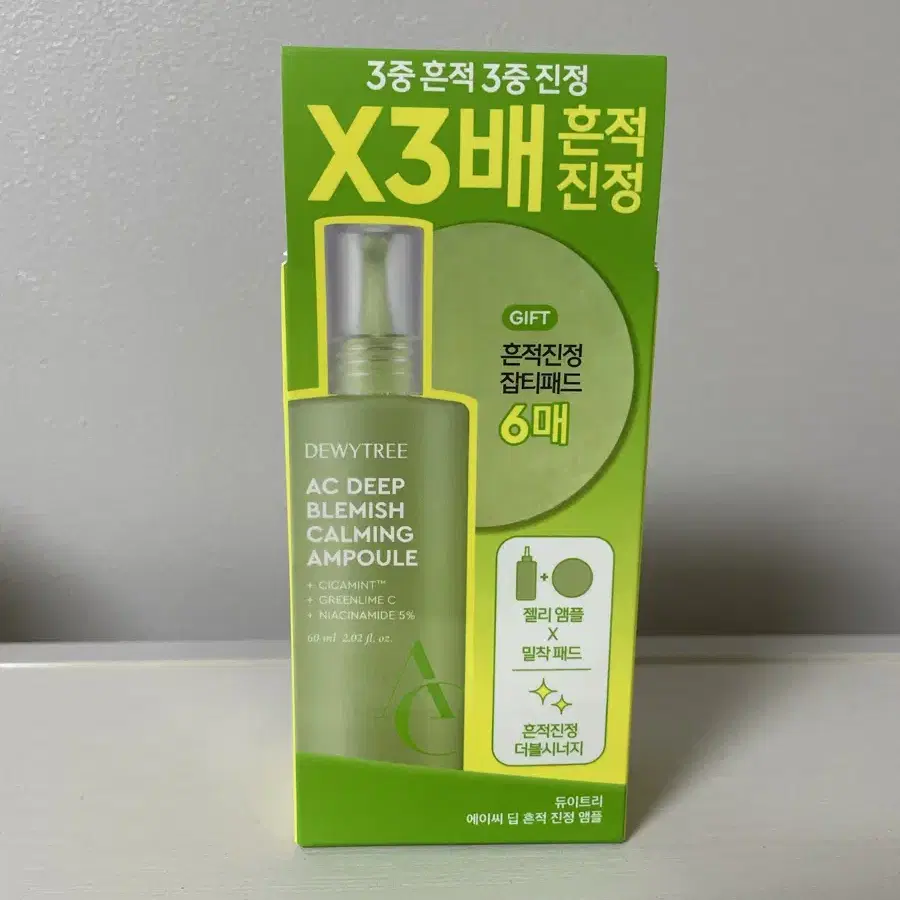 3중 흔적 3중 진정
X3배 흔적
진정
GIFT
흔적진정
잡티패드
6매
DEWYTREE
AC DEEP
BLEMISH
CALMING
AMPOULE
+ CICAMINT™
+ GREENLIME C
+ NIACINAMIDE 5%
60 ml 2.02 fl. oz.
AC
+
젤리 앰플
X
밀착 패드
흔적진정
더블시너지
듀이트리
에이씨 딥 흔적 진정 앰플